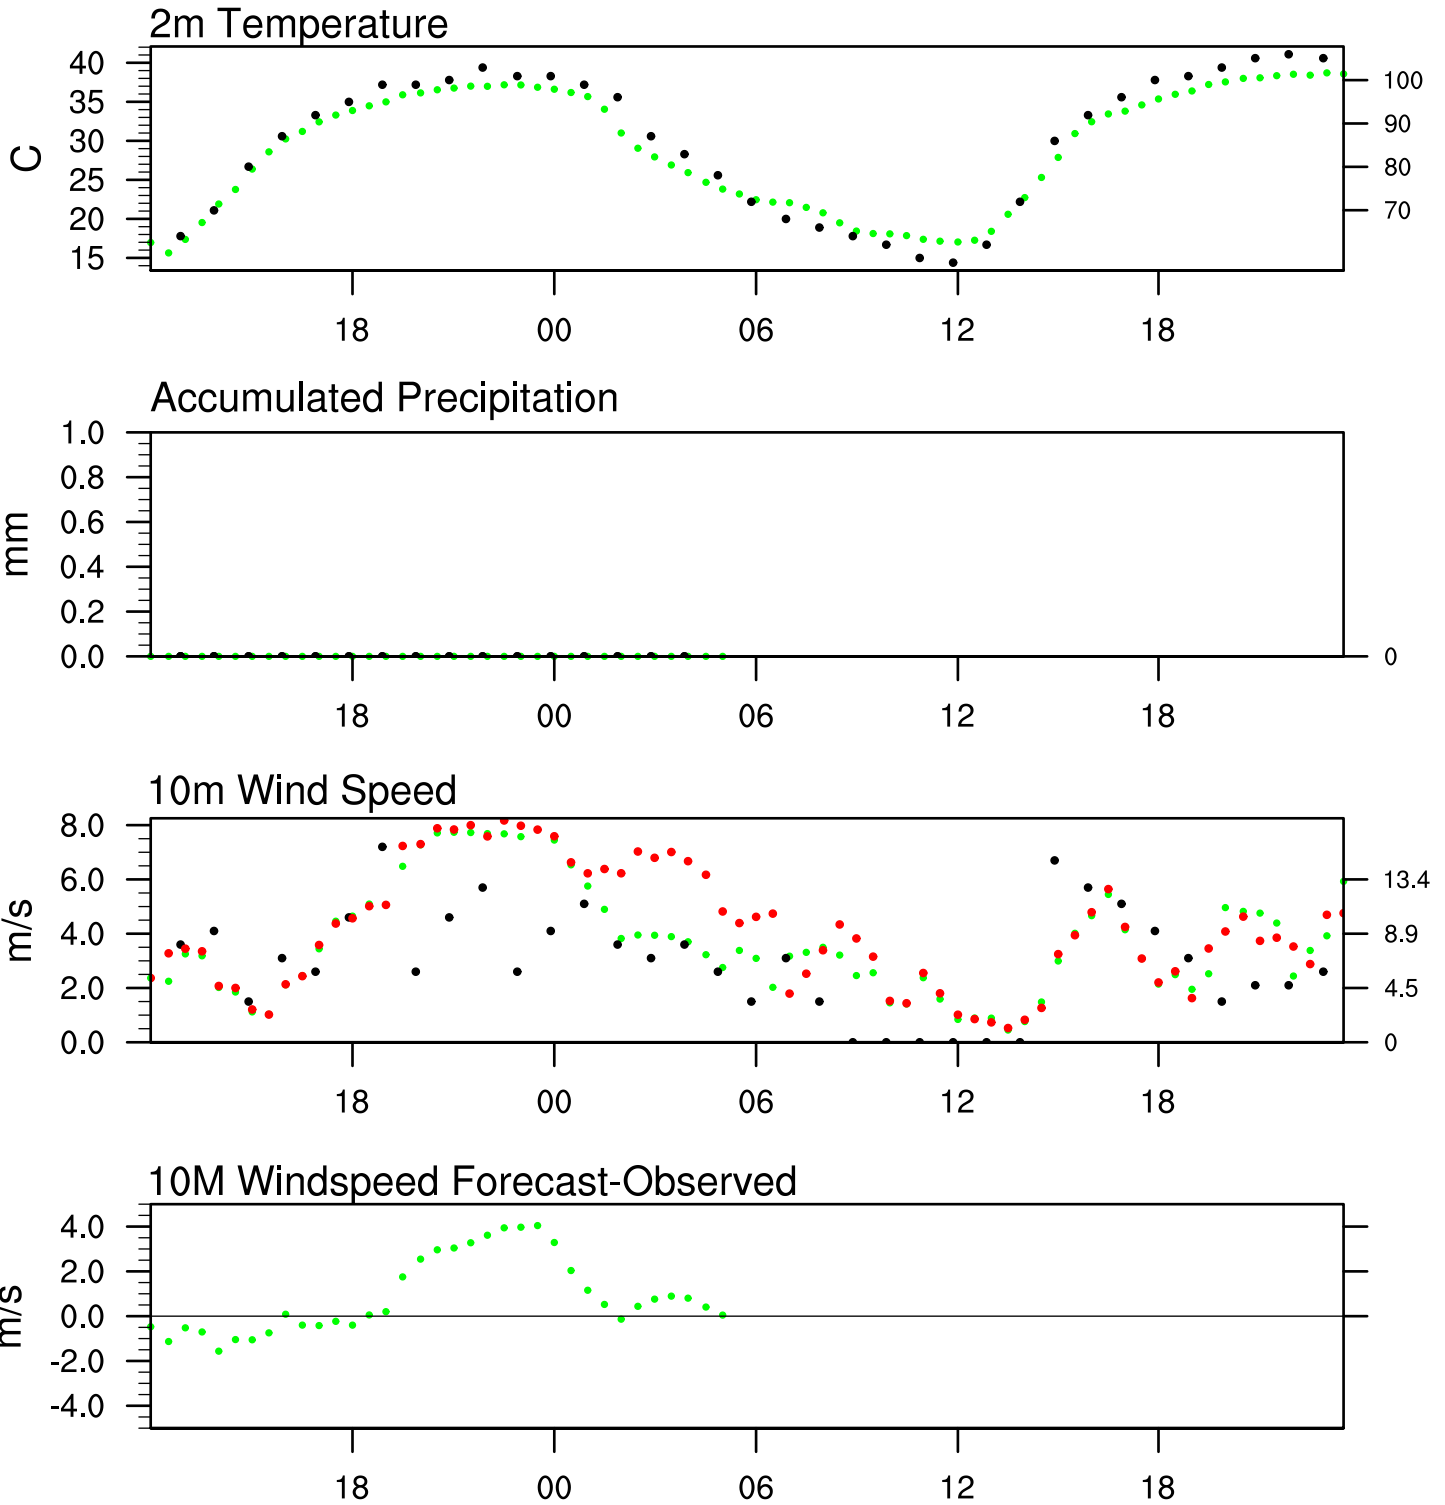 2m Temperature
40
35
30
25
20
15
C
100
90
80
70
18 00 06 12 18
Accumulated Precipitation
1.0
0.8
0.6
0.4
0.2
0.0
mm
0
18 00 06 12 18
10m Wind Speed
8.0
6.0
4.0
2.0
0.0
m/s
13.4
8.9
4.5
0
18 00 06 12 18
10M Windspeed Forecast-Observed
4.0
2.0
0.0
-2.0
-4.0
m/s
18 00 06 12 18